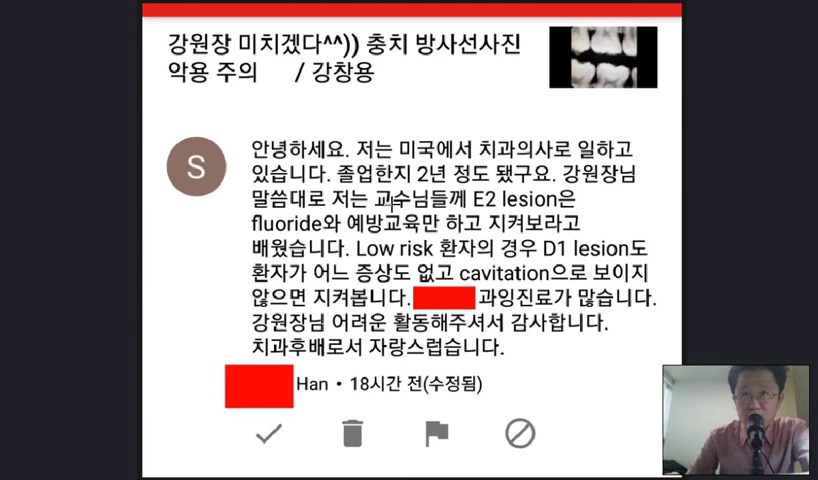 강원장 미치겠다^^)) 충치 방사선사진
악용 주의 / 강창용
S
안녕하세요. 저는 미국에서 치과의사로 일하고
있습니다. 졸업한지 2년 정도 됐구요. 강원장님
말씀대로 저는 교수님들께 E2 lesion은
fluoride와 예방교육만 하고 지켜보라고
배웠습니다. Low risk 환자의 경우 D1 lesion도
환자가 어느 증상도 없고 cavitation으로 보이지
않으면 지켜봅니다. 과잉진료가 많습니다.
강원장님 어려운 활동해주셔서 감사합니다.
치과후배로서 자랑스럽습니다.
Han • 18시간 전(수정됨)